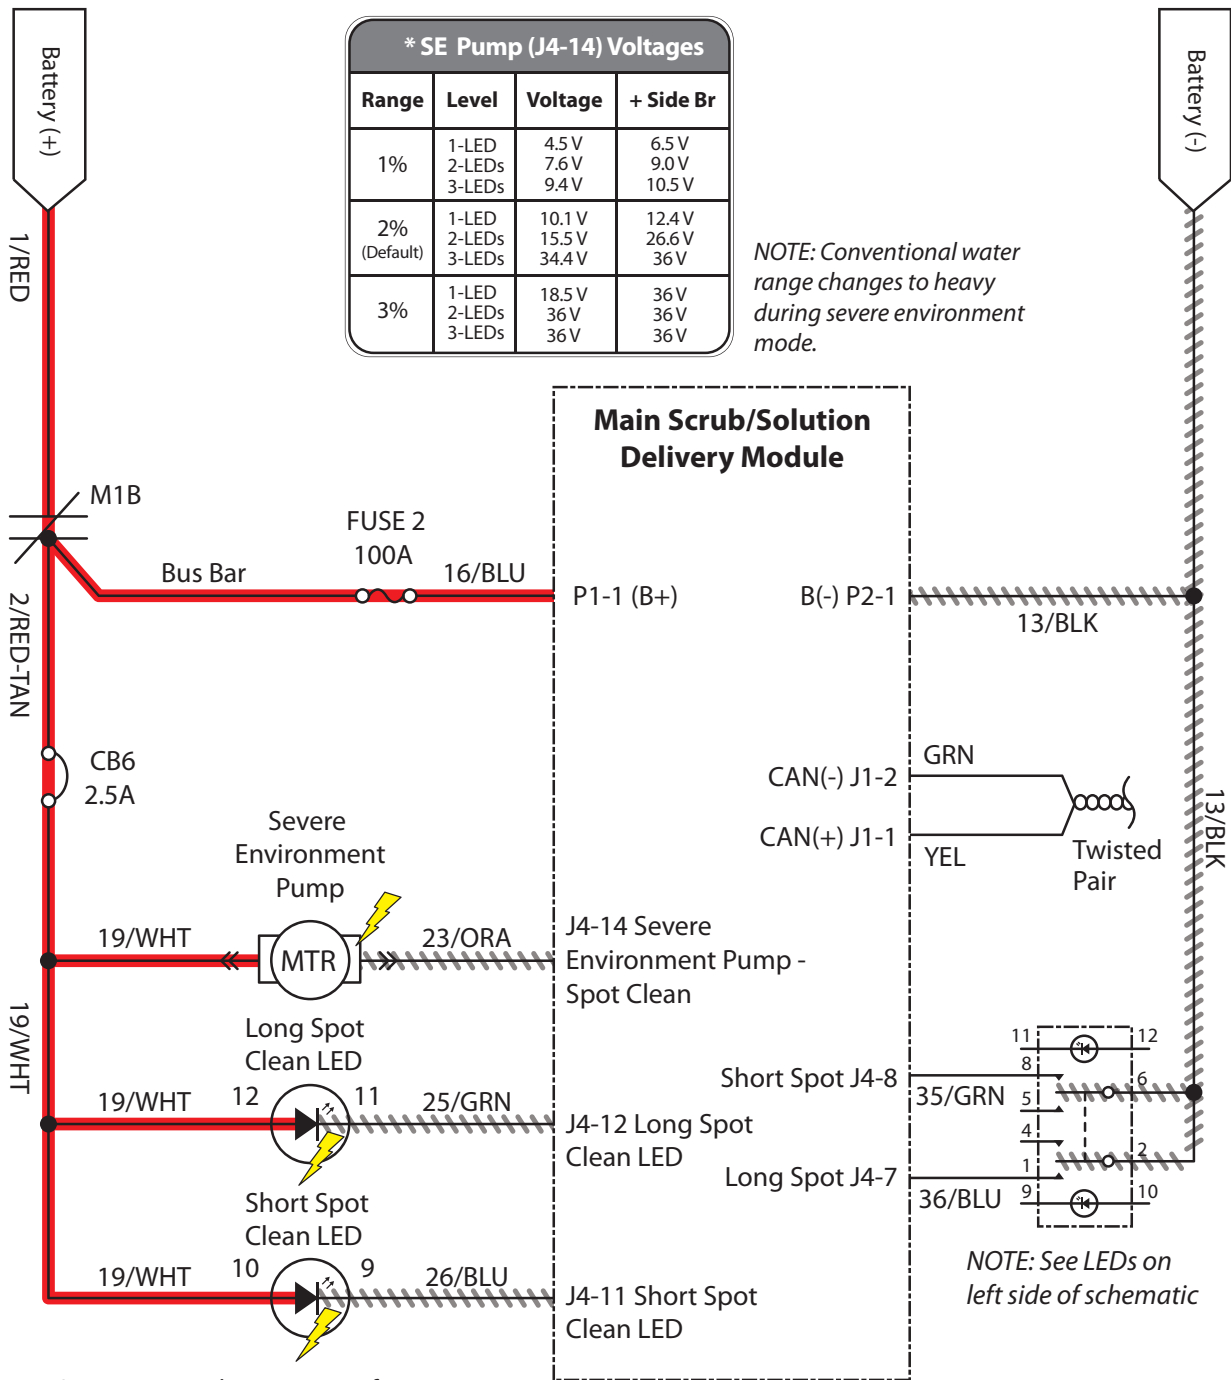 Battery (+)
Battery (-)
* SE Pump (J4-14) Voltages
Range Level Voltage + Side Br
1% 1-LED 4.5 V 6.5 V
2-LEDs 7.6 V 9.0 V
3-LEDs 9.4 V 10.5 V
2% (Default) 1-LED 10.1 V 12.4 V
2-LEDs 15.5 V 26.6 V
3-LEDs 34.4 V 36 V
3% 1-LED 18.5 V 36 V
2-LEDs 36 V 36 V
3-LEDs 36 V 36 V
NOTE: Conventional water
range changes to heavy
during severe environment
mode.
1/RED
Main Scrub/Solution
Delivery Module
M1B
FUSE 2
100A
Bus Bar
16/BLU
P1-1 (B+)
B(-) P2-1
13/BLK
2/RED-TAN
CB6
2.5A
CAN(-) J1-2
GRN
CAN(+) J1-1
YEL
Twisted
Pair
13/BLK
Severe
Environment
Pump
19/WHT
MTR
23/ORA
J4-14 Severe
Environment Pump -
Spot Clean
19/WHT
Long Spot
Clean LED
19/WHT
12
11
25/GRN
J4-12 Long Spot
Clean LED
Short Spot J4-8
35/GRN
Long Spot J4-7
36/BLU
11
12
8
6
5
4
2
1
9
10
Short Spot
Clean LED
19/WHT
10
9
26/BLU
J4-11 Short Spot
Clean LED
NOTE: See LEDs on
left side of schematic